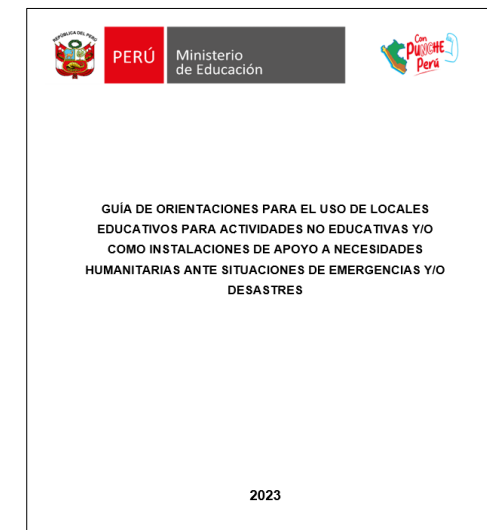 REPÚBLICA DEL PERÚ
PERÚ
Ministerio
de Educación
Con
PUNCHE
Perú
GUÍA DE ORIENTACIONES PARA EL USO DE LOCALES
EDUCATIVOS PARA ACTIVIDADES NO EDUCATIVAS Y/O
COMO INSTALACIONES DE APOYO A NECESIDADES
HUMANITARIAS ANTE SITUACIONES DE EMERGENCIAS Y/O
DESASTRES
2023